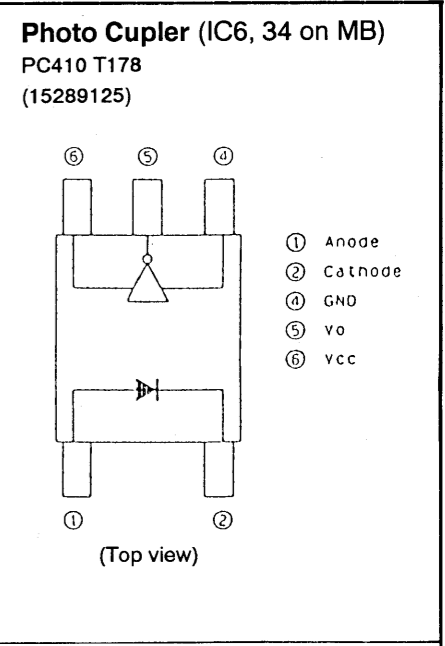 Photo Cupler (IC6, 34 on MB)
PC410 T178
(15289125)
⑥ ⑤ ④
① Anode
② Cathode
④ GND
⑤ Vo
⑥ Vcc
① ②
(Top view)